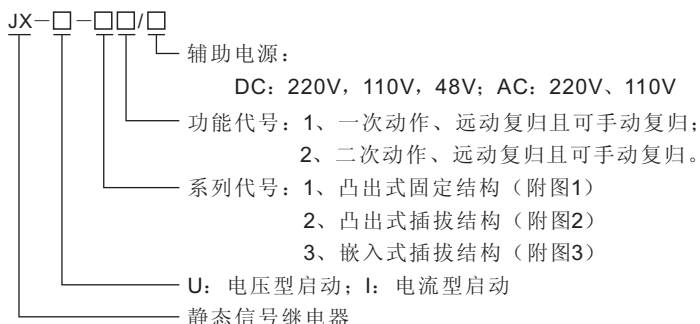 JX-□-□□/□
辅助电源：
DC：220V，110V，48V；AC：220V、110V
功能代号：1、一次动作、远动复归且可手动复归；
2、二次动作、远动复归且可手动复归。
系列代号：1、凸出式固定结构（附图1）
2、凸出式插拔结构（附图2）
3、嵌入式插拔结构（附图3）
U：电压型启动；I：电流型启动
静态信号继电器